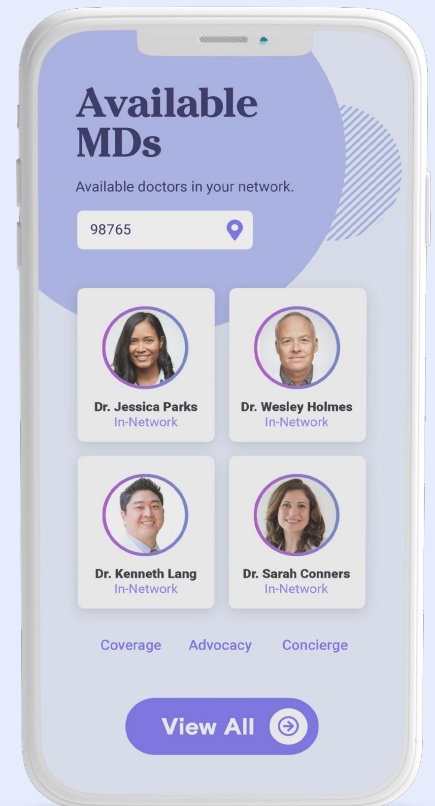 Available
MDs
Available doctors in your network.
98765
Dr. Jessica Parks
In-Network
Dr. Wesley Holmes
In-Network
Dr. Kenneth Lang
In-Network
Dr. Sarah Conners
In-Network
Coverage Advocacy Concierge
View All